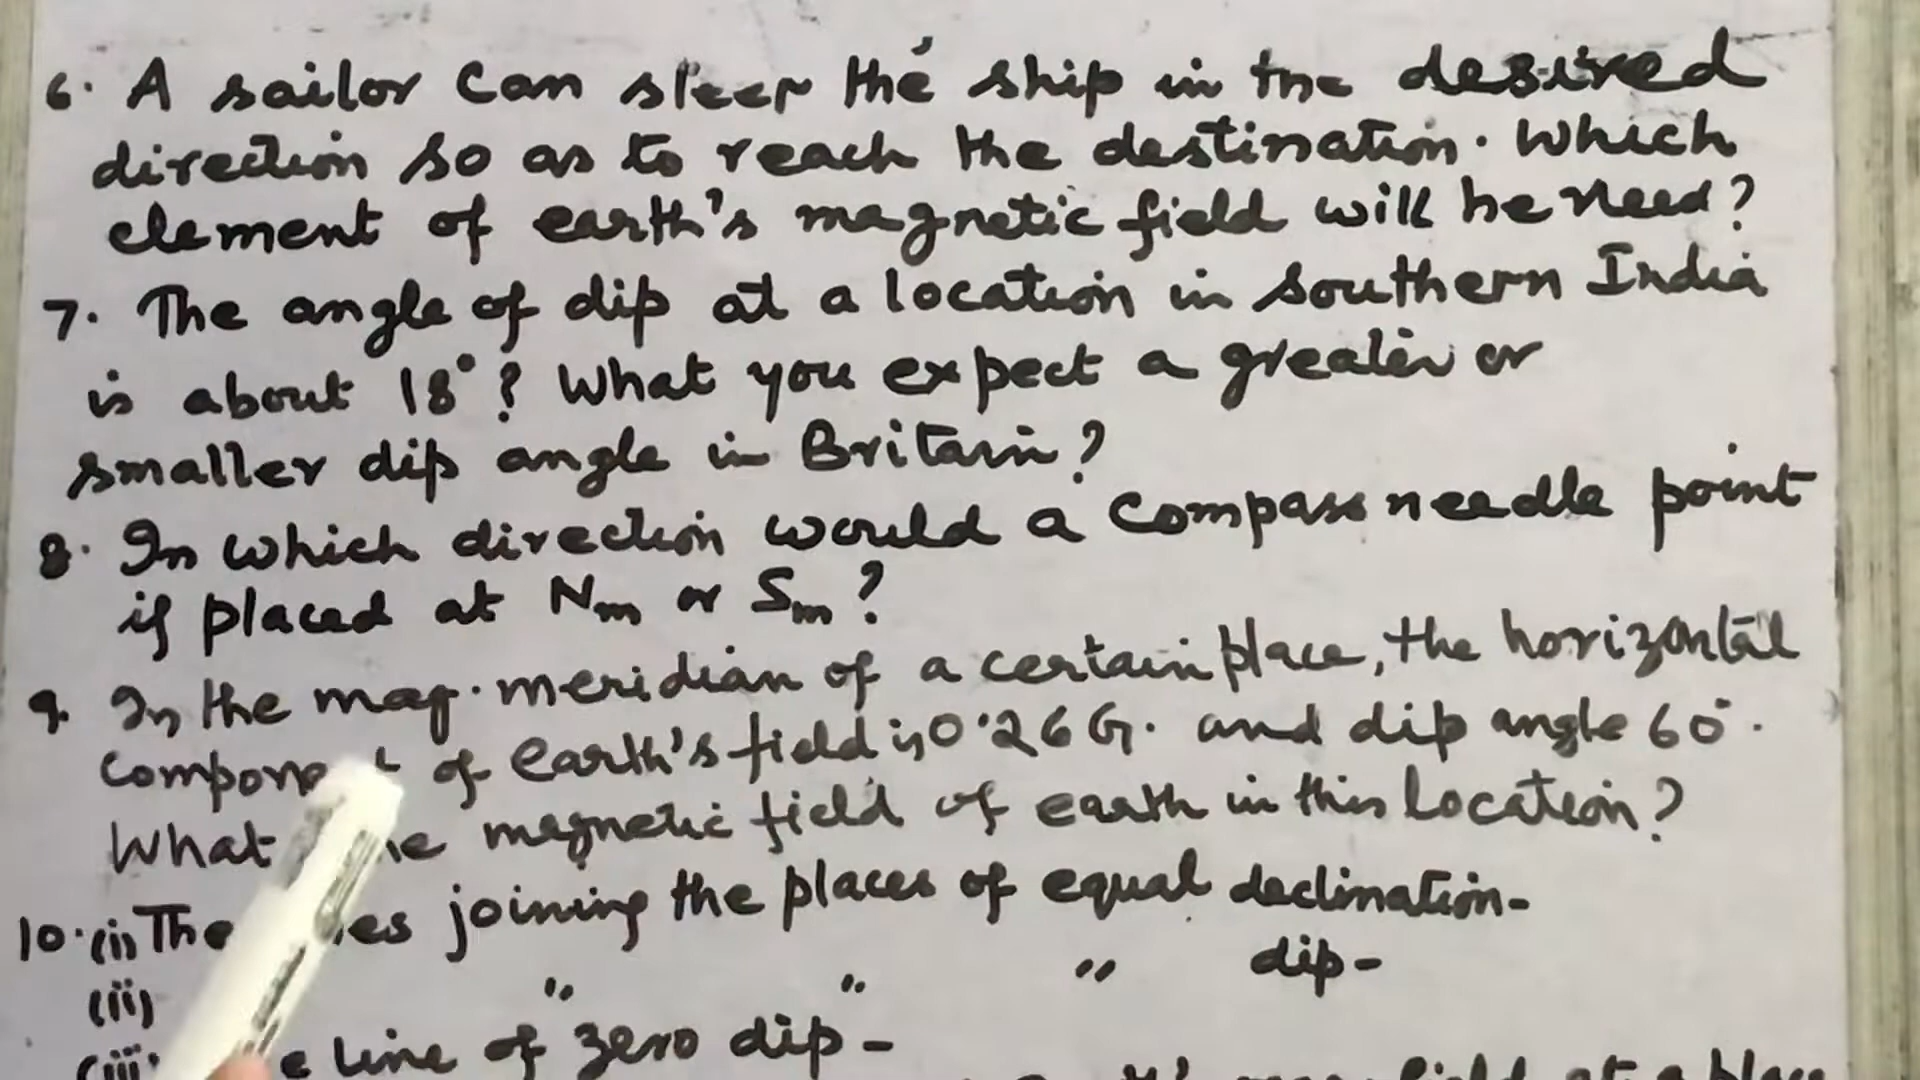 6. A sailor can steer the ship in the desired
direction so as to reach the destination. Which
element of earth's magnetic field will he need?
7. The angle of dip at a location in southern India
is about 18°? What you expect a greater or
smaller dip angle in Britain?
8. In which direction would a compass needle point
if placed at Nm or Sm?
9. In the mag. meridian of a certain place, the horizontal
component of earth's field is 0.26 G. and dip angle 60°.
What magnetic field of earth in this location?
10. (i) The joining the places of equal declination-
(ii) " " " dip-
(iii) line of zero dip-
field at a place